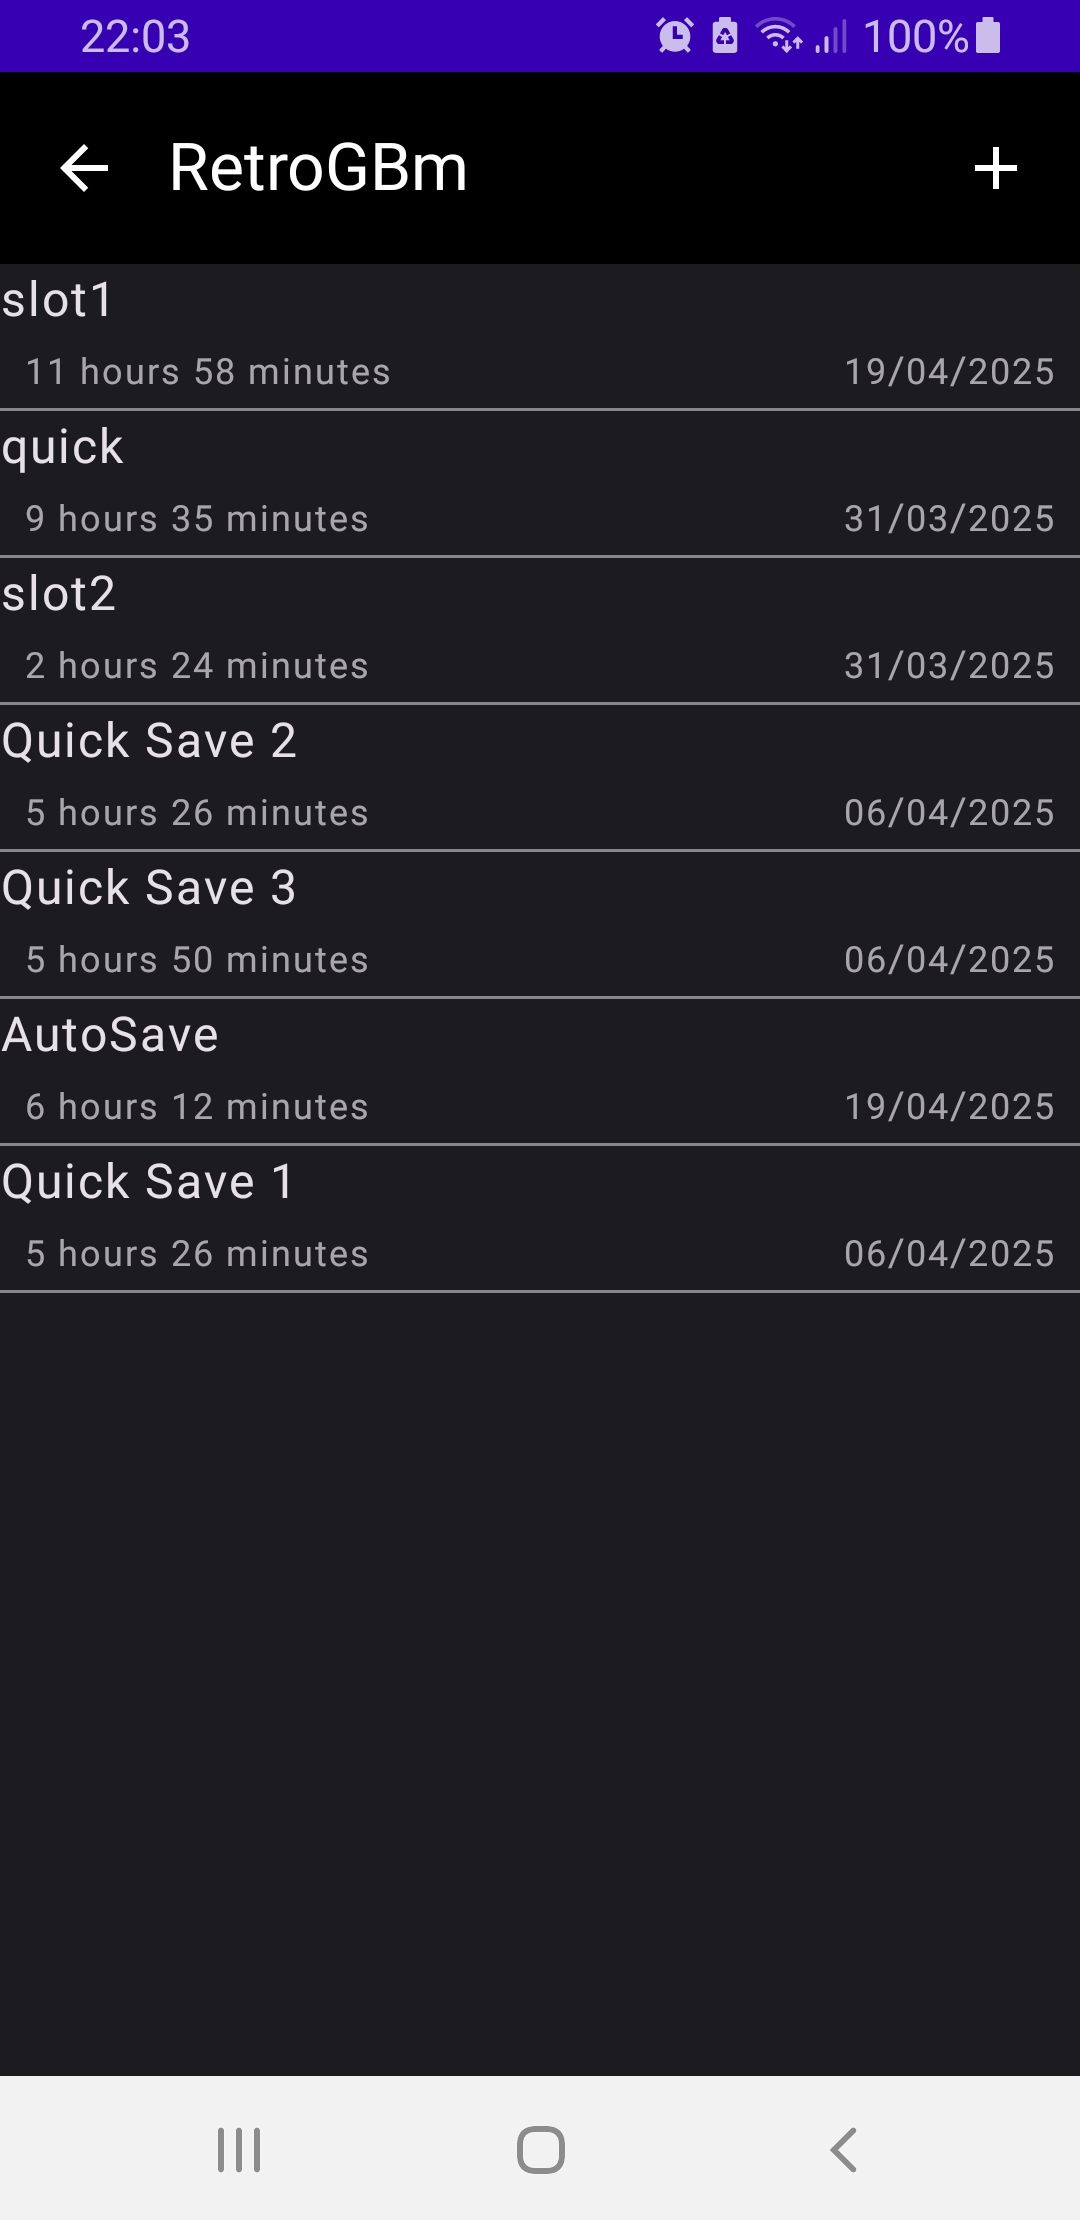 22:03 100%
RetroGBm
slot1
11 hours 58 minutes 19/04/2025
quick
9 hours 35 minutes 31/03/2025
slot2
2 hours 24 minutes 31/03/2025
Quick Save 2
5 hours 26 minutes 06/04/2025
Quick Save 3
5 hours 50 minutes 06/04/2025
AutoSave
6 hours 12 minutes 19/04/2025
Quick Save 1
5 hours 26 minutes 06/04/2025